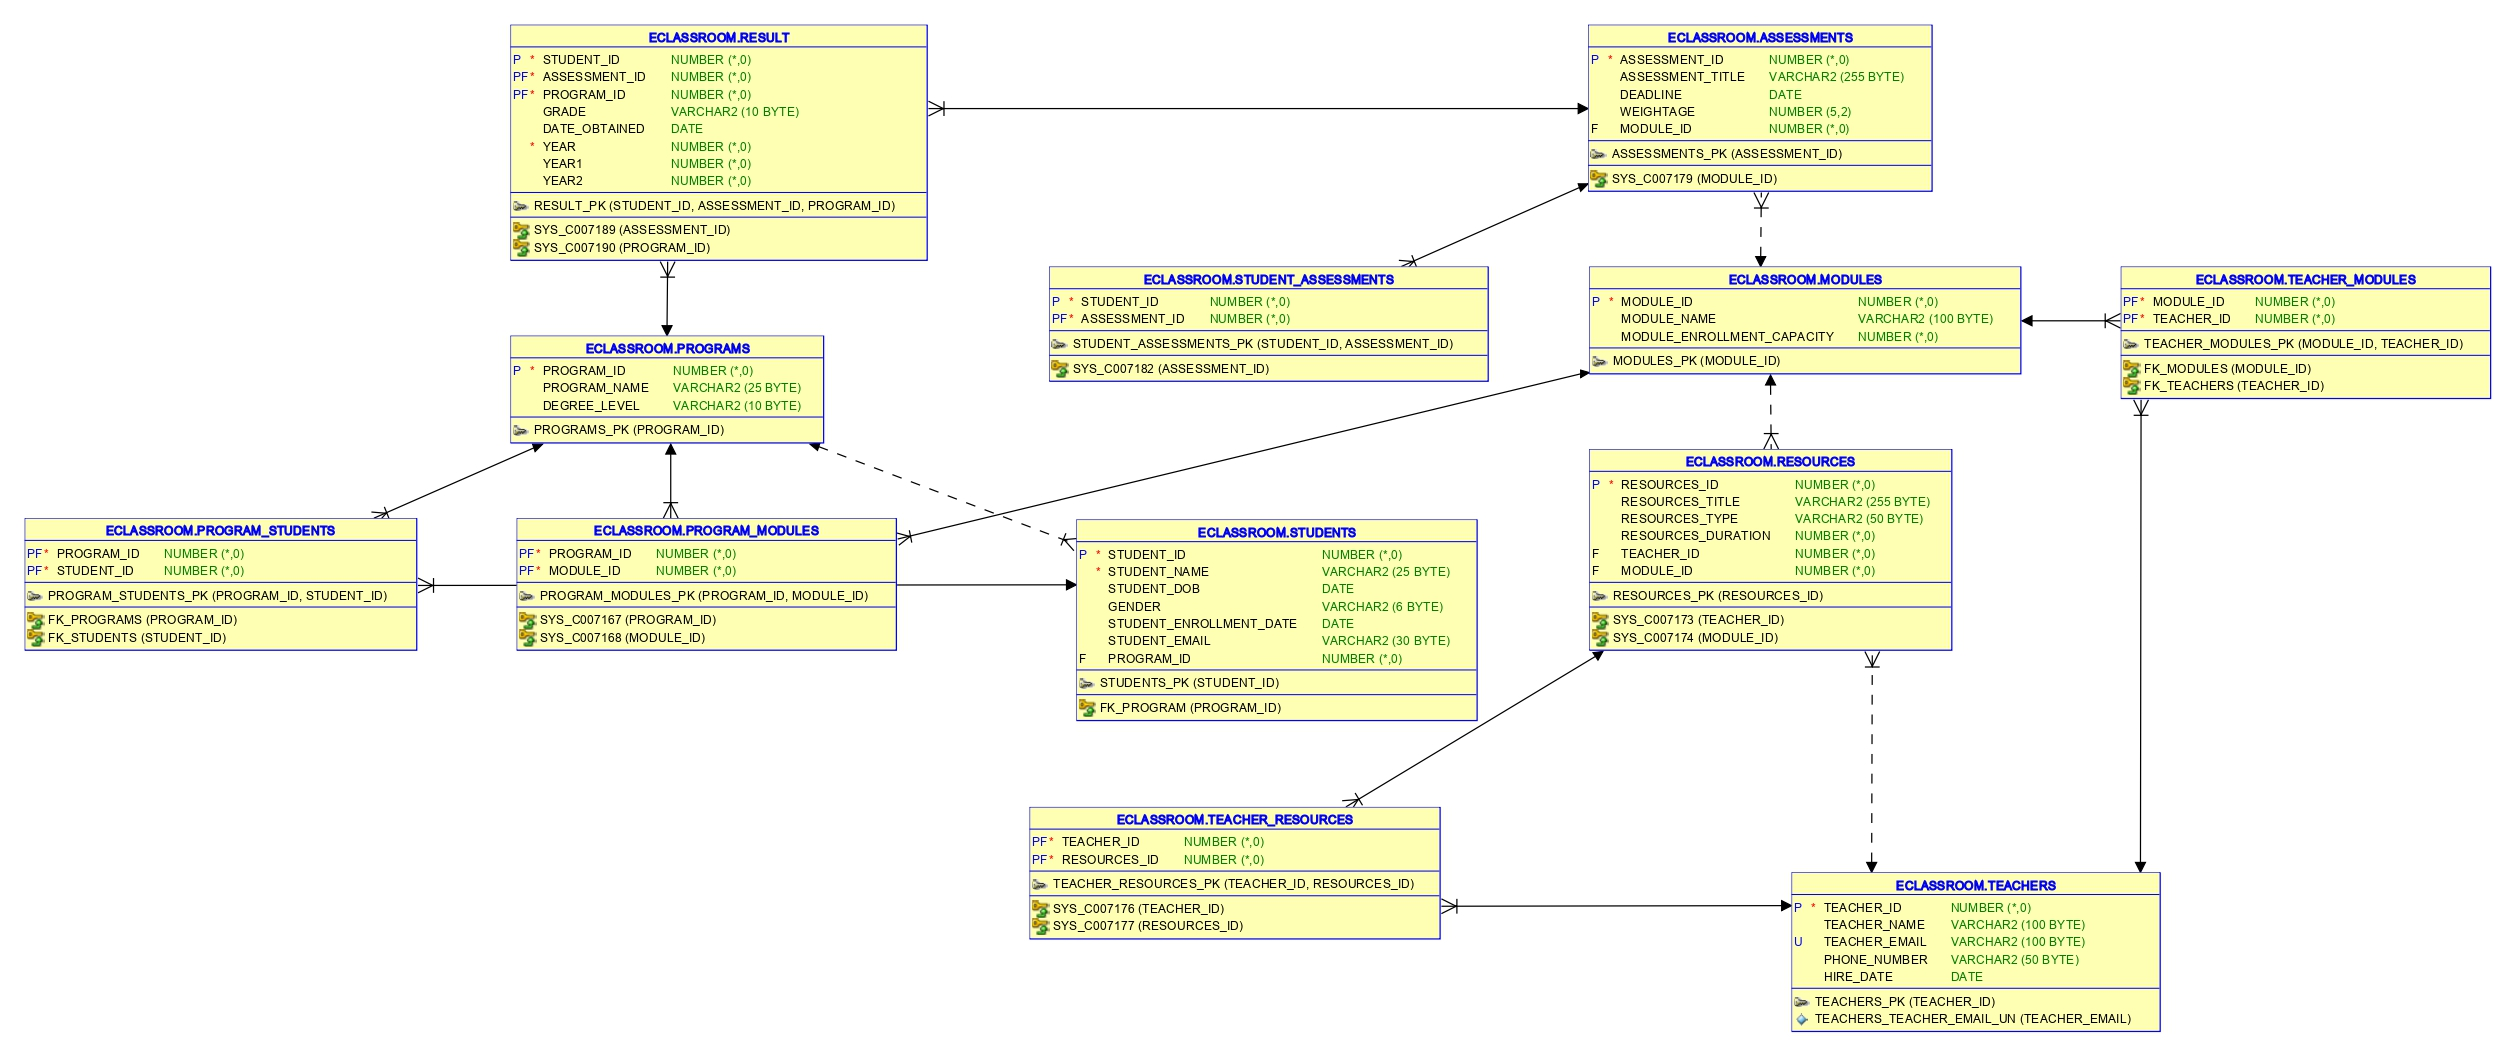 ECLASSROOM.RESULT
P * STUDENT_ID NUMBER (*,0)
PF* ASSESSMENT_ID NUMBER (*,0)
PF* PROGRAM_ID NUMBER (*,0)
GRADE VARCHAR2 (10 BYTE)
DATE_OBTAINED DATE
* YEAR NUMBER (*,0)
YEAR1 NUMBER (*,0)
YEAR2 NUMBER (*,0)
RESULT_PK (STUDENT_ID, ASSESSMENT_ID, PROGRAM_ID)
SYS_C007189 (ASSESSMENT_ID)
SYS_C007190 (PROGRAM_ID)
ECLASSROOM.ASSESSMENTS
P * ASSESSMENT_ID NUMBER (*,0)
ASSESSMENT_TITLE VARCHAR2 (255 BYTE)
DEADLINE DATE
WEIGHTAGE NUMBER (5,2)
F MODULE_ID NUMBER (*,0)
ASSESSMENTS_PK (ASSESSMENT_ID)
SYS_C007179 (MODULE_ID)
ECLASSROOM.STUDENT_ASSESSMENTS
P * STUDENT_ID NUMBER (*,0)
PF* ASSESSMENT_ID NUMBER (*,0)
STUDENT_ASSESSMENTS_PK (STUDENT_ID, ASSESSMENT_ID)
SYS_C007182 (ASSESSMENT_ID)
ECLASSROOM.MODULES
P * MODULE_ID NUMBER (*,0)
MODULE_NAME VARCHAR2 (100 BYTE)
MODULE_ENROLLMENT_CAPACITY NUMBER (*,0)
MODULES_PK (MODULE_ID)
ECLASSROOM.TEACHER_MODULES
PF* MODULE_ID NUMBER (*,0)
PF* TEACHER_ID NUMBER (*,0)
TEACHER_MODULES_PK (MODULE_ID, TEACHER_ID)
FK_MODULES (MODULE_ID)
FK_TEACHERS (TEACHER_ID)
ECLASSROOM.PROGRAMS
P * PROGRAM_ID NUMBER (*,0)
PROGRAM_NAME VARCHAR2 (25 BYTE)
DEGREE_LEVEL VARCHAR2 (10 BYTE)
PROGRAMS_PK (PROGRAM_ID)
ECLASSROOM.PROGRAM_STUDENTS
PF* PROGRAM_ID NUMBER (*,0)
PF* STUDENT_ID NUMBER (*,0)
PROGRAM_STUDENTS_PK (PROGRAM_ID, STUDENT_ID)
FK_PROGRAMS (PROGRAM_ID)
FK_STUDENTS (STUDENT_ID)
ECLASSROOM.PROGRAM_MODULES
PF* PROGRAM_ID NUMBER (*,0)
PF* MODULE_ID NUMBER (*,0)
PROGRAM_MODULES_PK (PROGRAM_ID, MODULE_ID)
SYS_C007167 (PROGRAM_ID)
SYS_C007168 (MODULE_ID)
ECLASSROOM.STUDENTS
P * STUDENT_ID NUMBER (*,0)
* STUDENT_NAME VARCHAR2 (25 BYTE)
STUDENT_DOB DATE
GENDER VARCHAR2 (6 BYTE)
STUDENT_ENROLLMENT_DATE DATE
STUDENT_EMAIL VARCHAR2 (30 BYTE)
F PROGRAM_ID NUMBER (*,0)
STUDENTS_PK (STUDENT_ID)
FK_PROGRAM (PROGRAM_ID)
ECLASSROOM.RESOURCES
P * RESOURCES_ID NUMBER (*,0)
RESOURCES_TITLE VARCHAR2 (255 BYTE)
RESOURCES_TYPE VARCHAR2 (50 BYTE)
RESOURCES_DURATION NUMBER (*,0)
F TEACHER_ID NUMBER (*,0)
F MODULE_ID NUMBER (*,0)
RESOURCES_PK (RESOURCES_ID)
SYS_C007173 (TEACHER_ID)
SYS_C007174 (MODULE_ID)
ECLASSROOM.TEACHER_RESOURCES
PF* TEACHER_ID NUMBER (*,0)
PF* RESOURCES_ID NUMBER (*,0)
TEACHER_RESOURCES_PK (TEACHER_ID, RESOURCES_ID)
SYS_C007176 (TEACHER_ID)
SYS_C007177 (RESOURCES_ID)
ECLASSROOM.TEACHERS
P * TEACHER_ID NUMBER (*,0)
TEACHER_NAME VARCHAR2 (100 BYTE)
U TEACHER_EMAIL VARCHAR2 (100 BYTE)
PHONE_NUMBER VARCHAR2 (50 BYTE)
HIRE_DATE DATE
TEACHERS_PK (TEACHER_ID)
TEACHERS_TEACHER_EMAIL_UN (TEACHER_EMAIL)